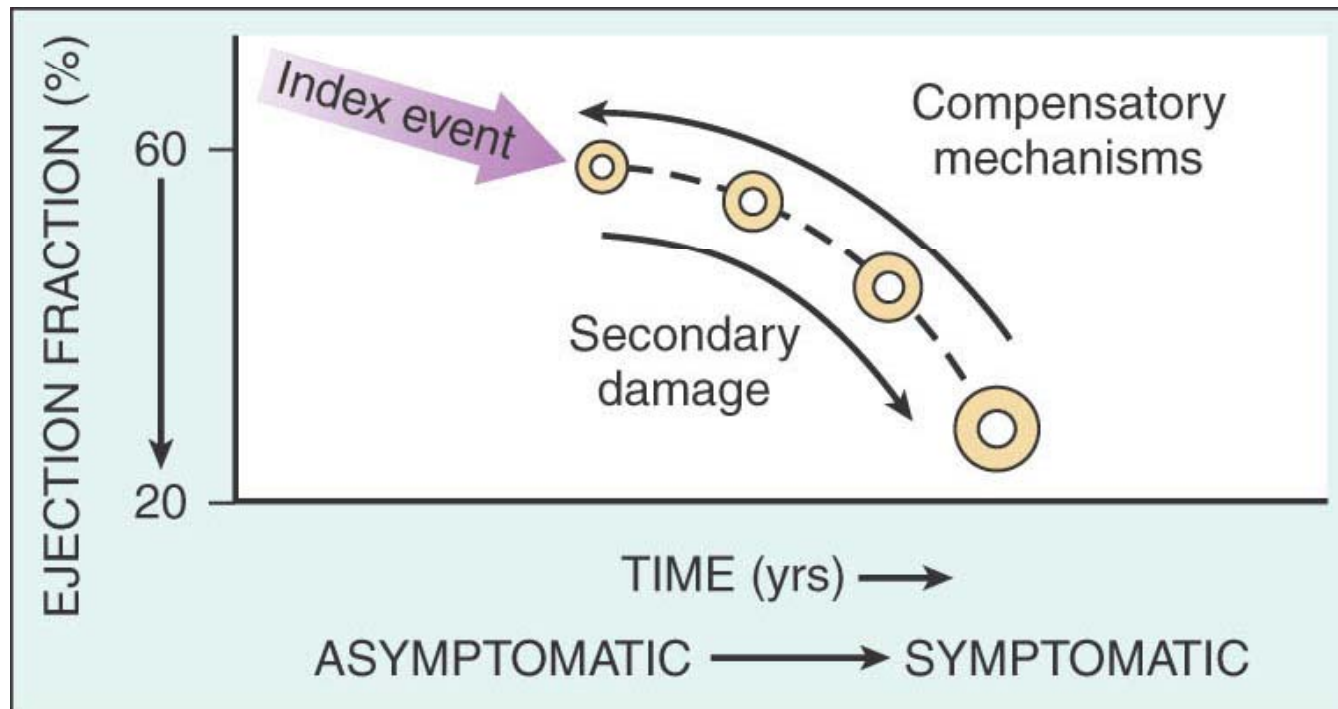 EJECTION FRACTION (%)
60
20
Index event
Compensatory
mechanisms
Secondary
damage
TIME (yrs)
ASYMPTOMATIC
SYMPTOMATIC